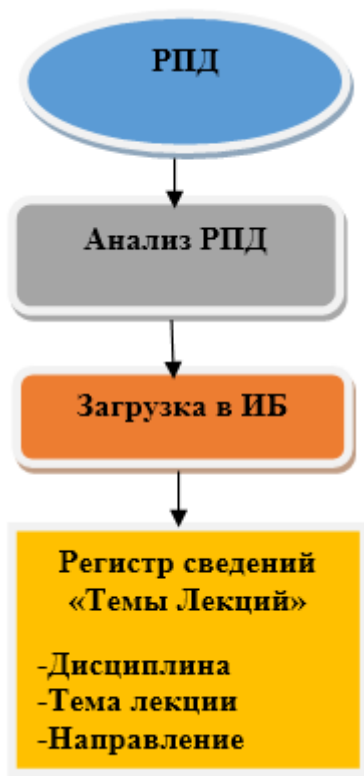 РПД
Анализ РПД
Загрузка в ИБ
Регистр сведений
«Темы Лекций»
-Дисциплина
-Тема лекции
-Направление